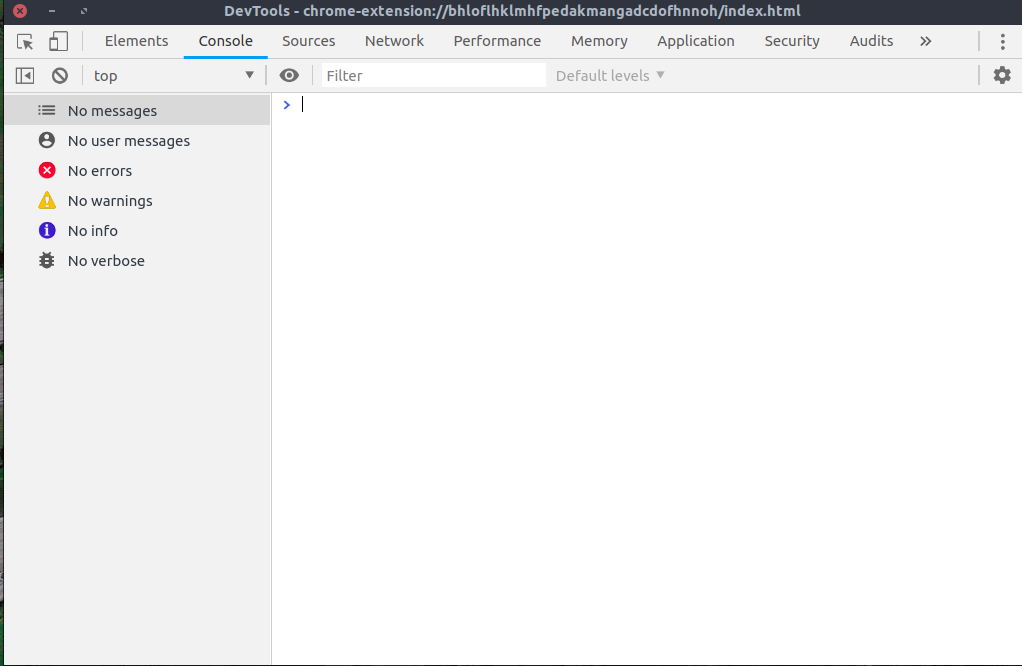 DevTools - chrome-extension://bhloflhklmhfpedakmangadcdofhnnoh/index.html
Elements Console Sources Network Performance Memory Application Security Audits »
top Filter Default levels
No messages
No user messages
No errors
No warnings
No info
No verbose
>